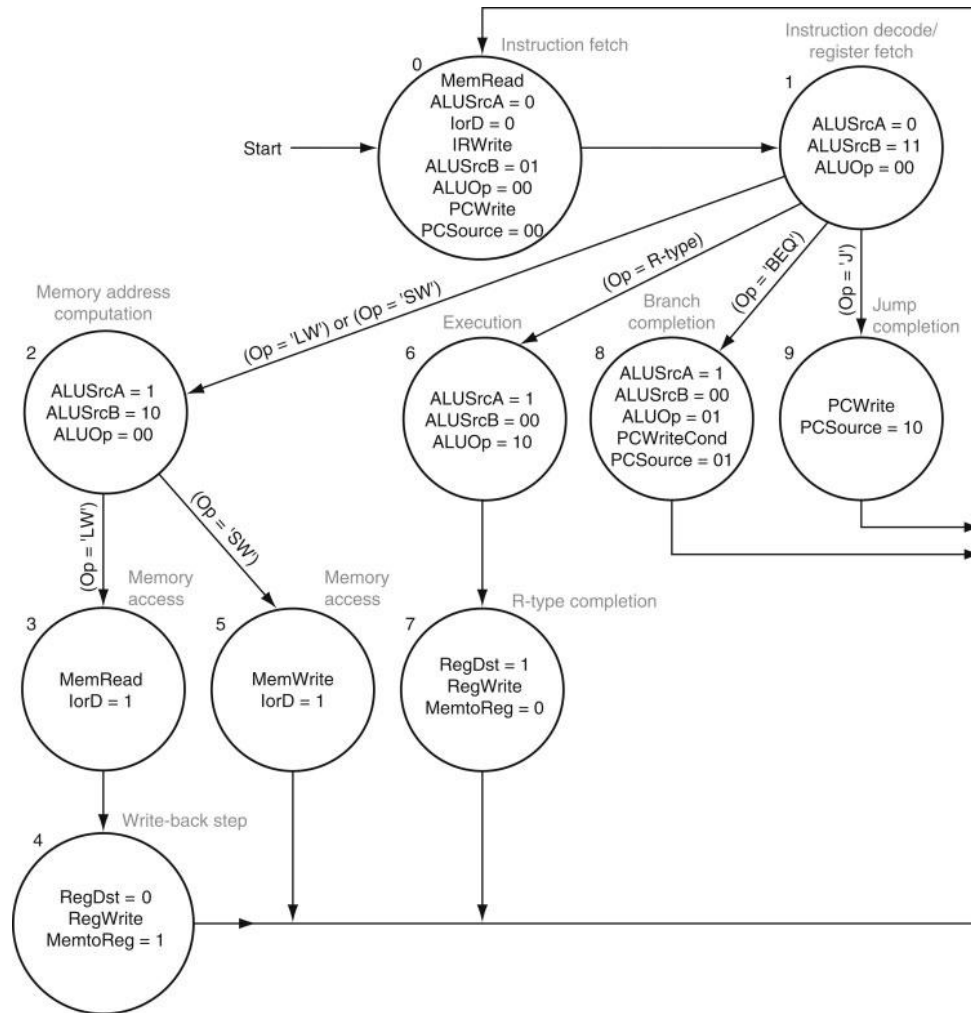 Instruction fetch
0
MemRead
ALUSrcA = 0
IorD = 0
IRWrite
ALUSrcB = 01
ALUOp = 00
PCWrite
PCSource = 00
Start
Instruction decode/
register fetch
1
ALUSrcA = 0
ALUSrcB = 11
ALUOp = 00
(Op = 'LW') or (Op = 'SW')
(Op = R-type)
(Op = 'BEQ')
(Op = 'J')
Memory address
computation
2
ALUSrcA = 1
ALUSrcB = 10
ALUOp = 00
Execution
6
ALUSrcA = 1
ALUSrcB = 00
ALUOp = 10
Branch
completion
8
ALUSrcA = 1
ALUSrcB = 00
ALUOp = 01
PCWriteCond
PCSource = 01
Jump
completion
9
PCWrite
PCSource = 10
(Op = 'LW')
(Op = 'SW')
Memory
access
3
MemRead
IorD = 1
Memory
access
5
MemWrite
IorD = 1
R-type completion
7
RegDst = 1
RegWrite
MemtoReg = 0
Write-back step
4
RegDst = 0
RegWrite
MemtoReg = 1